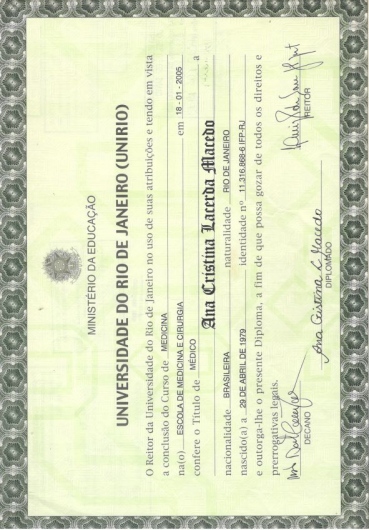 MINISTÉRIO DA EDUCAÇÃO
UNIVERSIDADE DO RIO DE JANEIRO (UNIRIO)
O Reitor da Universidade do Rio de Janeiro no uso de suas atribuições e tendo em vista
a conclusão do Curso de MEDICINA
na(o) ESCOLA DE MEDICINA E CIRURGIA em 18 - 01 - 2005
confere o Título de MÉDICO a
Ana Cristina Lacerda Macedo
nacionalidade BRASILEIRA naturalidade RIO DE JANEIRO
nascido(a) a 29 DE ABRIL DE 1979 identidade nº 11.316.868-6 IFP-RJ
e outorga-lhe o presente Diploma, a fim de que possa gozar de todos os direitos e
prerrogativas legais.
DECANO
Ana Cristina L Macedo
DIPLOMADO
REITOR